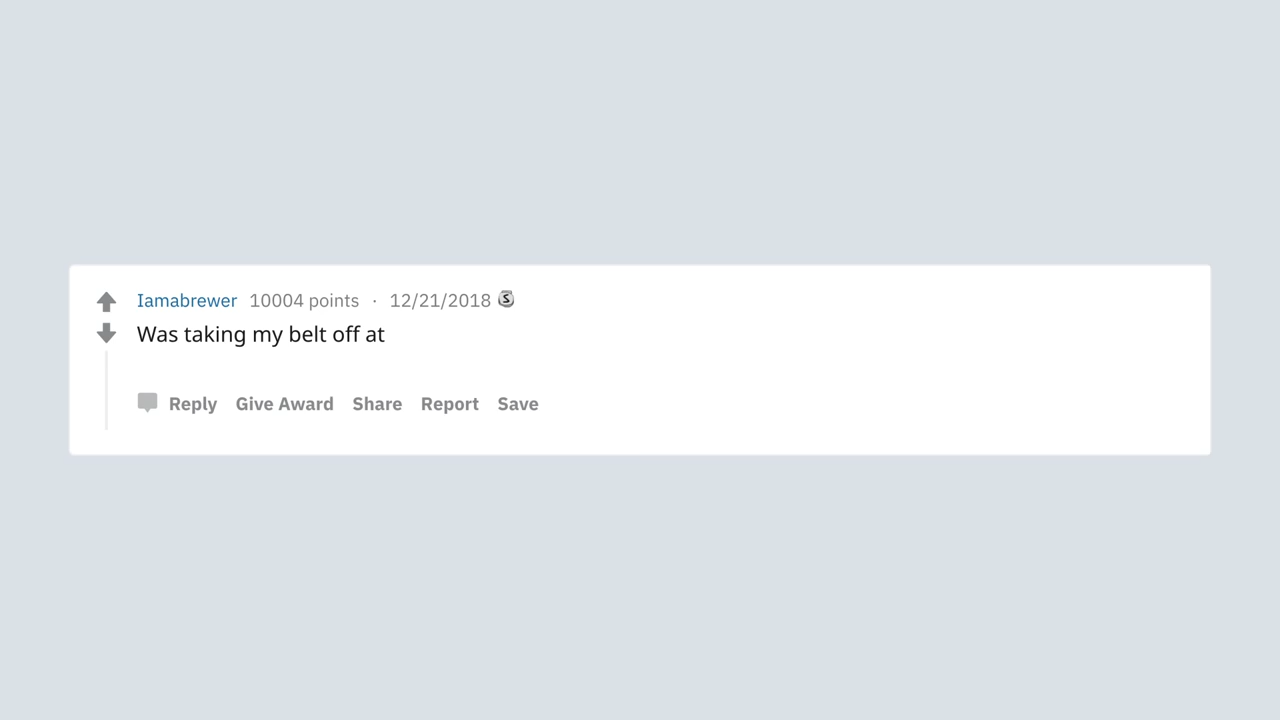 Iamabrewer 10004 points · 12/21/2018 S
Was taking my belt off at
Reply Give Award Share Report Save